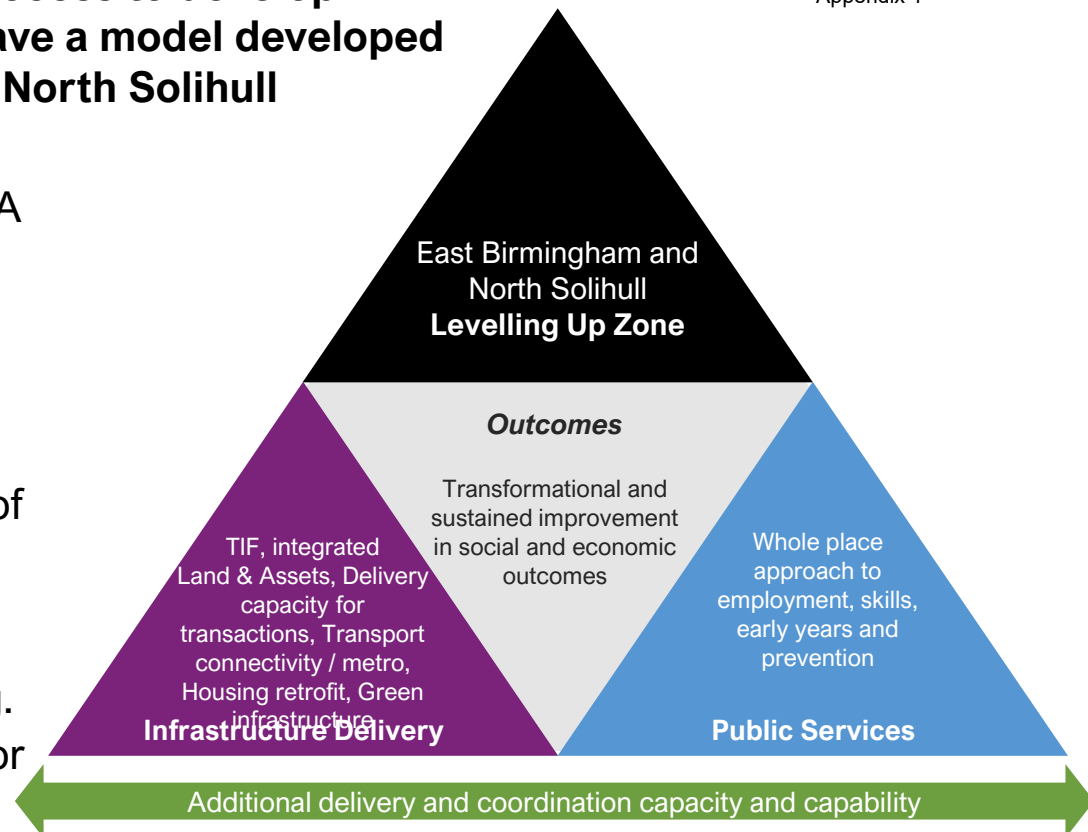 Appendix
ave a model developed
North Solihull
A
of
or
East Birmingham and
North Solihull
Levelling Up Zone
Outcomes
Transformational and
sustained improvement
in social and economic
outcomes
TIF, integrated
Land & Assets, Delivery
capacity for
transactions, Transport
connectivity / metro,
Housing retrofit, Green
infrastructure
Infrastructure Delivery
Whole place
approach to
employment, skills,
early years and
prevention
Public Services
Additional delivery and coordination capacity and capability